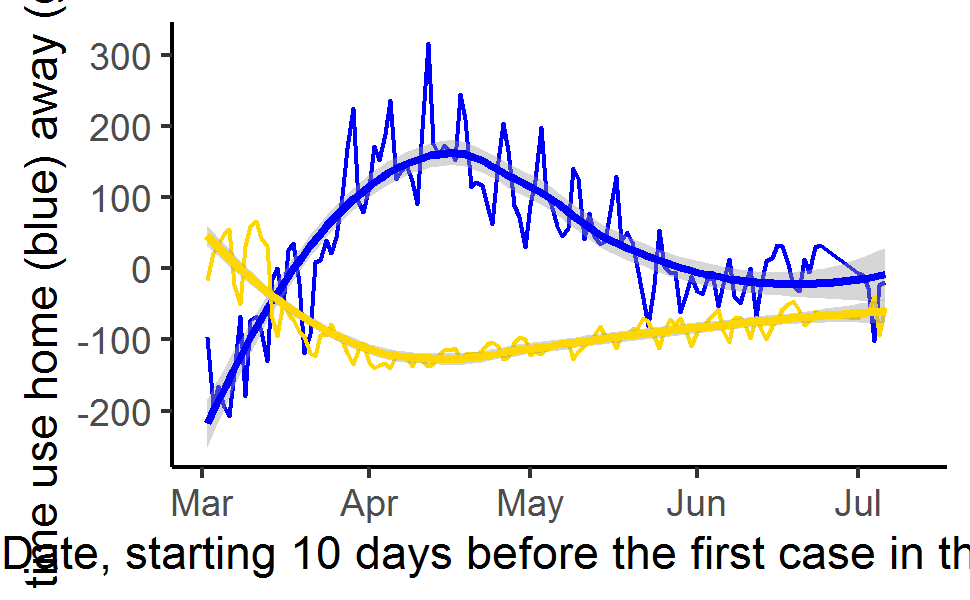 time use home (blue) away (
300
200
100
0
-100
-200
Mar Apr May Jun Jul
Date, starting 10 days before the first case in th